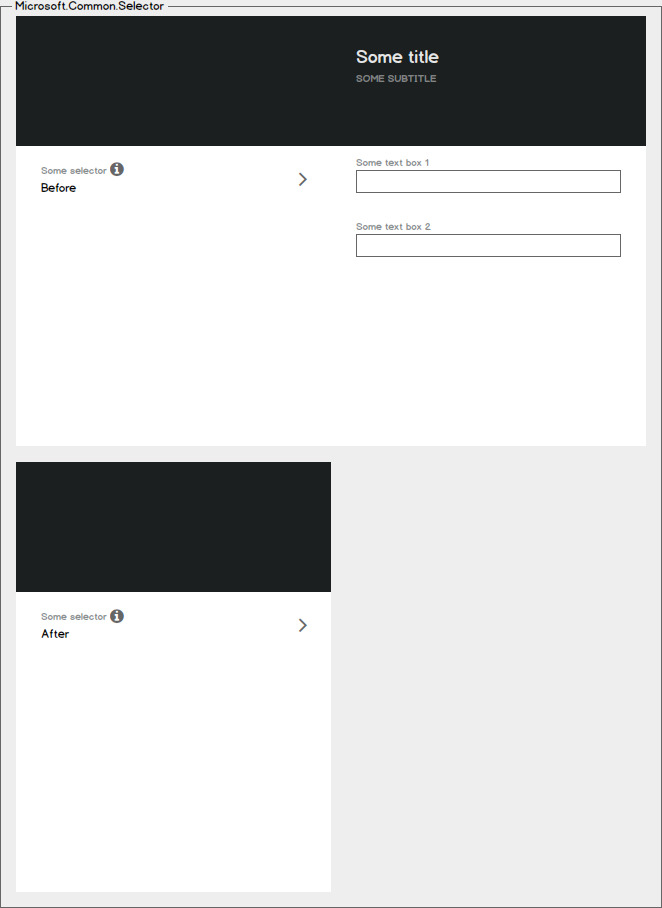 Microsoft.Common.Selector
Some title
SOME SUBTITLE
Some selector
Before
Some text box 1
Some text box 2
Some selector
After